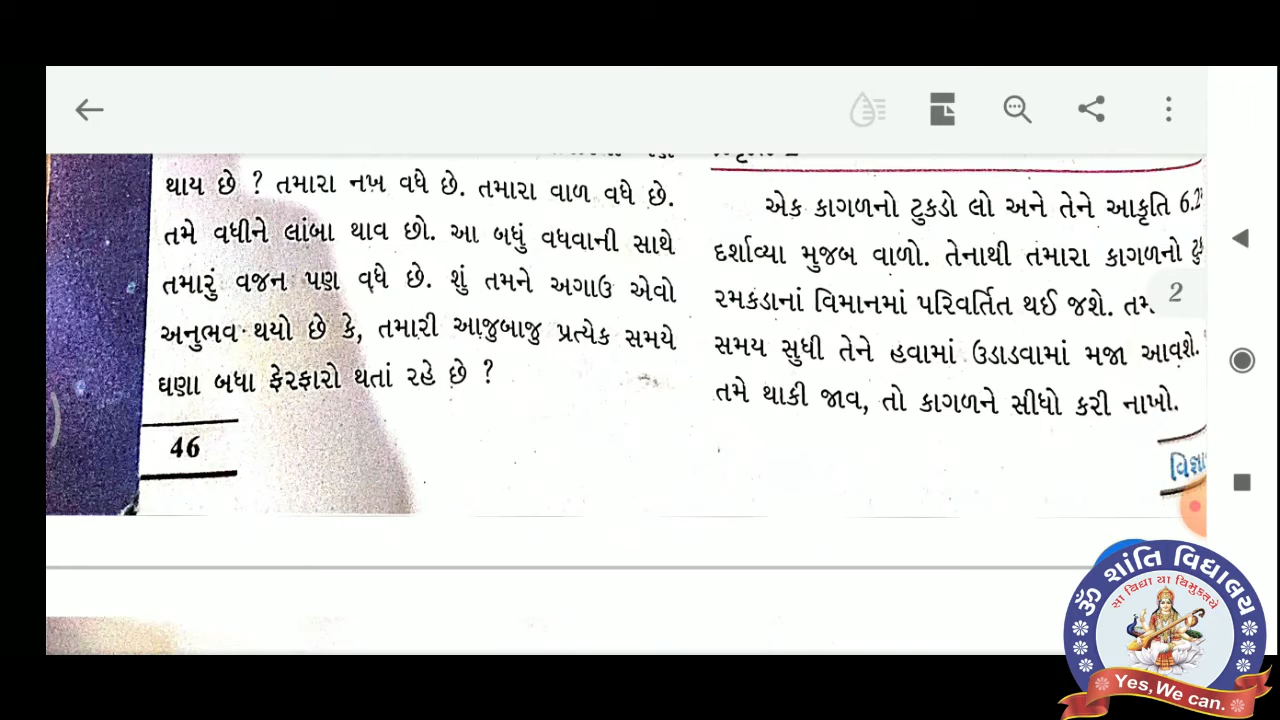 થાય છે ? તમારા નખ વધે છે. તમારા વાળ વધે છે.
તમે વધીને લાંબા થાવ છો. આ બધું વધવાની સાથે
તમારું વજન પણ વધે છે. શું તમને અગાઉ એવો
અનુભવ થયો છે કે, તમારી આજુબાજુ પ્રત્યેક સમયે
ઘણા બધા ફેરફારો થતાં રહે છે ?
46
એક કાગળનો ટુકડો લો અને તેને આકૃતિ 6.2
દર્શાવ્યા મુજબ વાળો. તેનાથી તમારા કાગળનો
રમકડાનાં વિમાનમાં પરિવર્તિત થઈ જશે.
સમય સુધી તેને હવામાં ઉડાડવામાં મજા આવશે.
તમે થાકી જાવ, તો કાગળને સીધો કરી નાખો.
2
ૐ શાંતિ વિદ્યાલય
સા વિદ્યા યા વિમુક્તયે
Yes,We can.